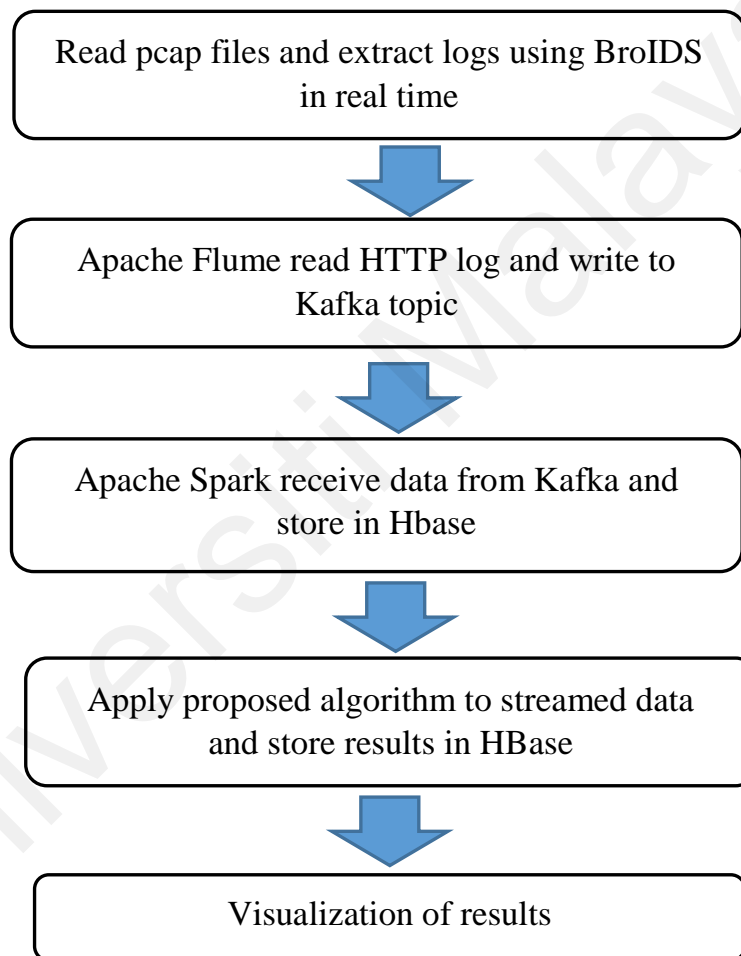 Read pcap files and extract logs using BroIDS
in real time
Apache Flume read HTTP log and write to
Kafka topic
Apache Spark receive data from Kafka and
store in Hbase
Apply proposed algorithm to streamed data
and store results in HBase
Visualization of results